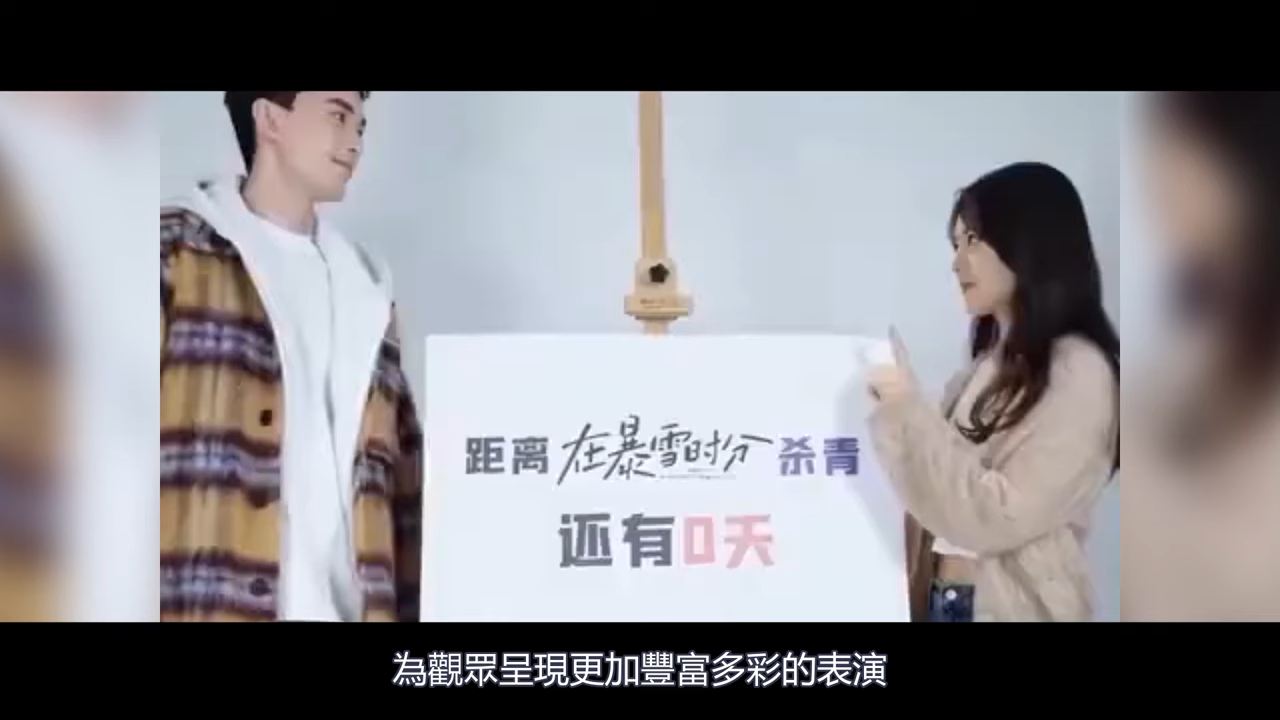 距离在暴雪时分杀青
还有0天
為觀眾呈現更加豐富多彩的表演